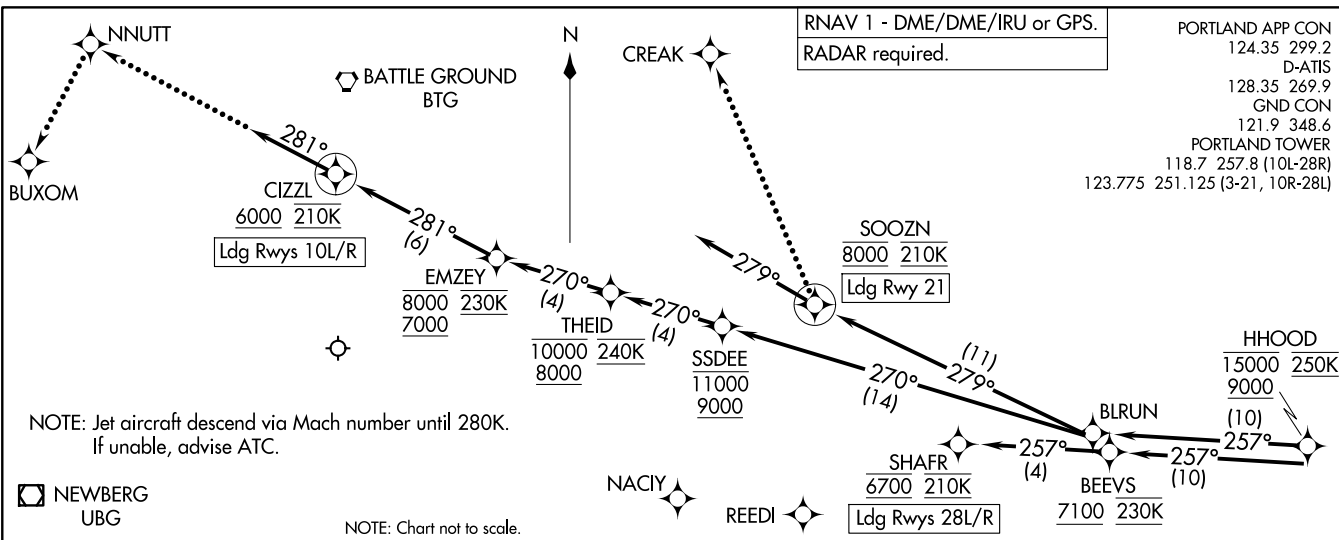 NNUTT
BATTLE GROUND
BTG
N
CREAK
RNAV 1 - DME/DME/IRU or GPS.
RADAR required.
PORTLAND APP CON
124.35 299.2
D-ATIS
128.35 269.9
GND CON
121.9 348.6
PORTLAND TOWER
118.7 257.8 (10L-28R)
123.775 251.125 (3-21, 10R-28L)
BUXOM
281°
CIZZL
6000 210K
Ldg Rwys 10L/R
281°
(6)
EMZEY
8000 230K
7000
270°
(4)
THEID
10000 240K
8000
270°
(4)
SSDEE
11000
9000
279°
SOOZN
8000 210K
Ldg Rwy 21
(11)
279°
270°
(14)
HHOOD
15000 250K
9000
(10)
257°
BLRUN
257°
(10)
BEEVS
7100 230K
257°
(4)
SHAFR
6700 210K
Ldg Rwys 28L/R
NOTE: Jet aircraft descend via Mach number until 280K.
If unable, advise ATC.
NEWBERG
UBG
NACIY
REEDI
NOTE: Chart not to scale.